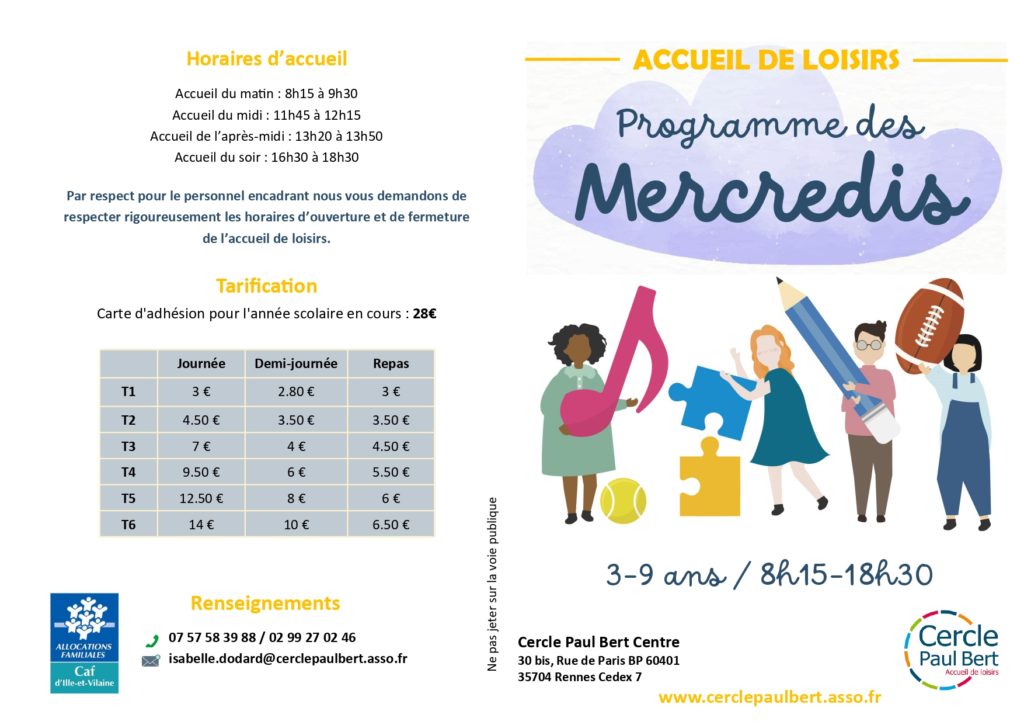 Horaires d’accueil
Accueil du matin : 8h15 à 9h30
Accueil du midi : 11h45 à 12h15
Accueil de l’après-midi : 13h20 à 13h50
Accueil du soir : 16h30 à 18h30
Par respect pour le personnel encadrant nous vous demandons de
respecter rigoureusement les horaires d’ouverture et de fermeture
de l’accueil de loisirs.
Tarification
Carte d'adhésion pour l'année scolaire en cours : 28€
Journée Demi-journée Repas
T1 3 € 2.80 € 3 €
T2 4.50 € 3.50 € 3.50 €
T3 7 € 4 € 4.50 €
T4 9.50 € 6 € 5.50 €
T5 12.50 € 8 € 6 €
T6 14 € 10 € 6.50 €
Renseignements
07 57 58 39 88 / 02 99 27 02 46
isabelle.dodard@cerclepaulbert.asso.fr
ALLOCATIONS
FAMILIALES
Caf
d'Ille-et-Vilaine
Ne pas jeter sur la voie publique
ACCUEIL DE LOISIRS
Programme des
Mercredis
3-9 ans / 8h15-18h30
Cercle Paul Bert Centre
30 bis, Rue de Paris BP 60401
35704 Rennes Cedex 7
www.cerclepaulbert.asso.fr
Cercle
Paul Bert
Accueil de loisirs